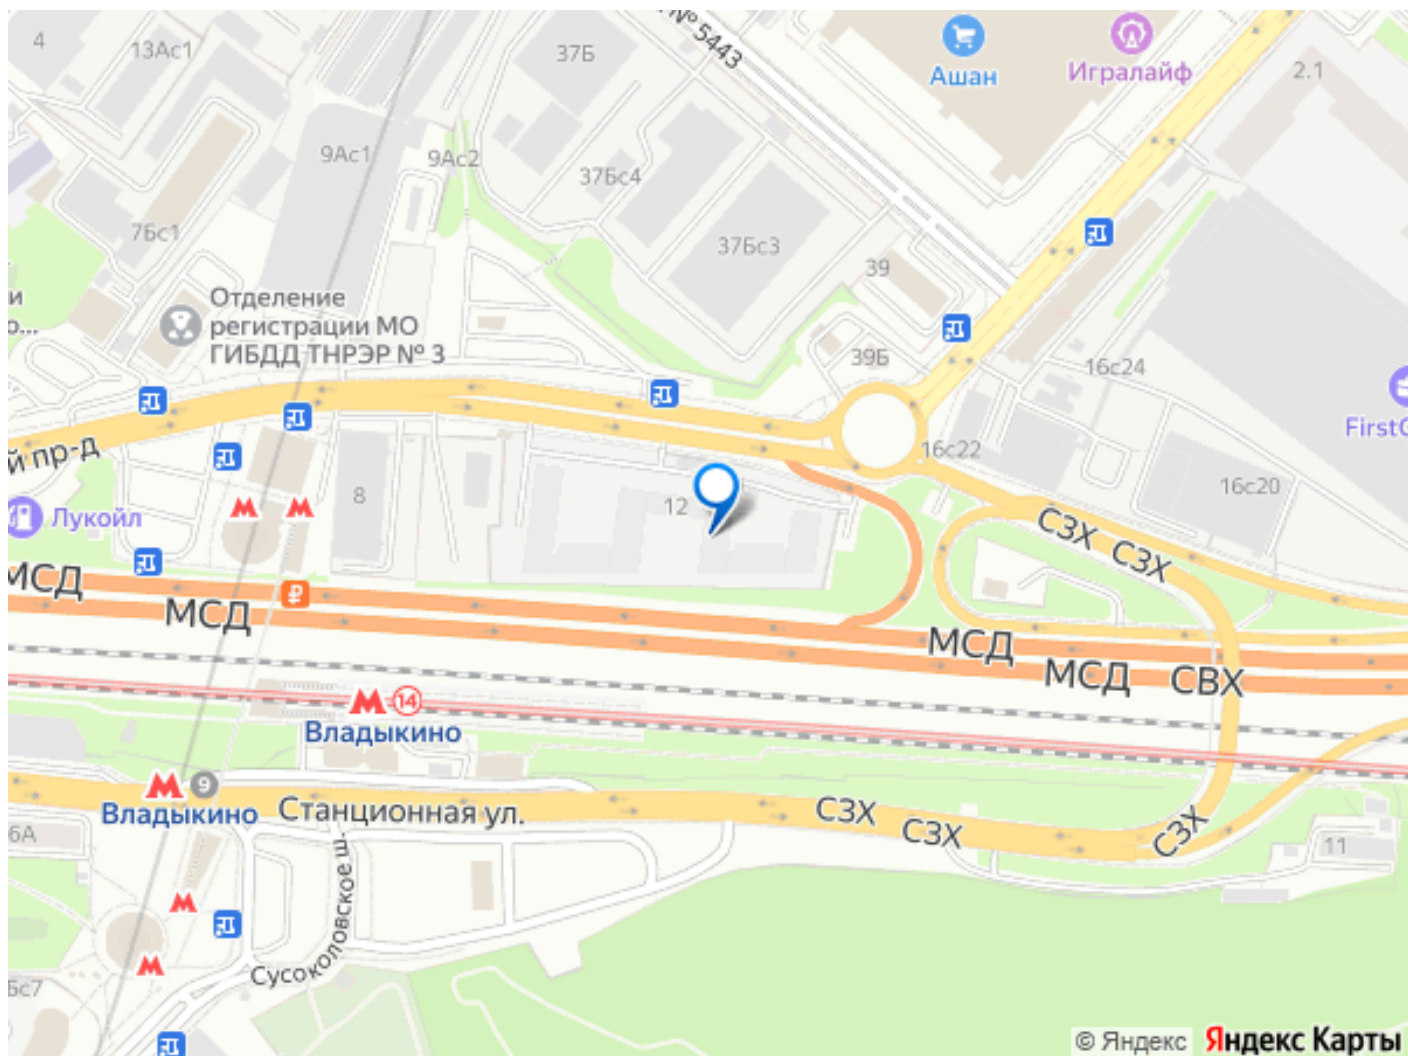 4
13Ас1
37Б
№ 5443
Ашан
Игралайф
2.1
9Ас1
9Ас2
37Бс4
7Бс1
37Бс3
39
и
о...
Отделение
регистрации МО
ГИБДД ТНРЭР № 3
39Б
16с24
FirstC
й пр-д
16с22
8
12
16с20
Лукойл
СЗХ
СЗХ
МСД
МСД
МСД
МСД
СВХ
14
Владыкино
9
Владыкино
Станционная ул.
СЗХ
СЗХ
СЗХ
6А
11
Сусоколовское ш.
Бс7
© Яндекс
Яндекс Карты